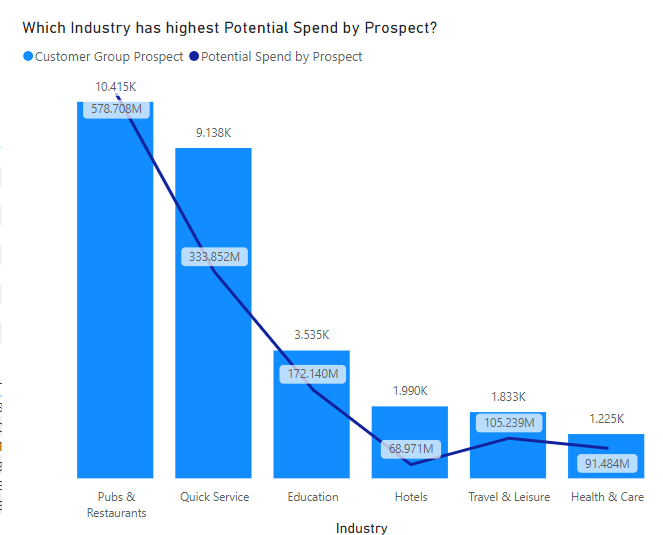 Which Industry has highest Potential Spend by Prospect?
Customer Group Prospect Potential Spend by Prospect
10.415K
578.708M
9.138K
333.852M
3.535K
172.140M
1.990K
68.971M
1.833K
105.239M
1.225K
91.484M
Pubs & Restaurants
Quick Service
Education
Hotels
Travel & Leisure
Health & Care
Industry